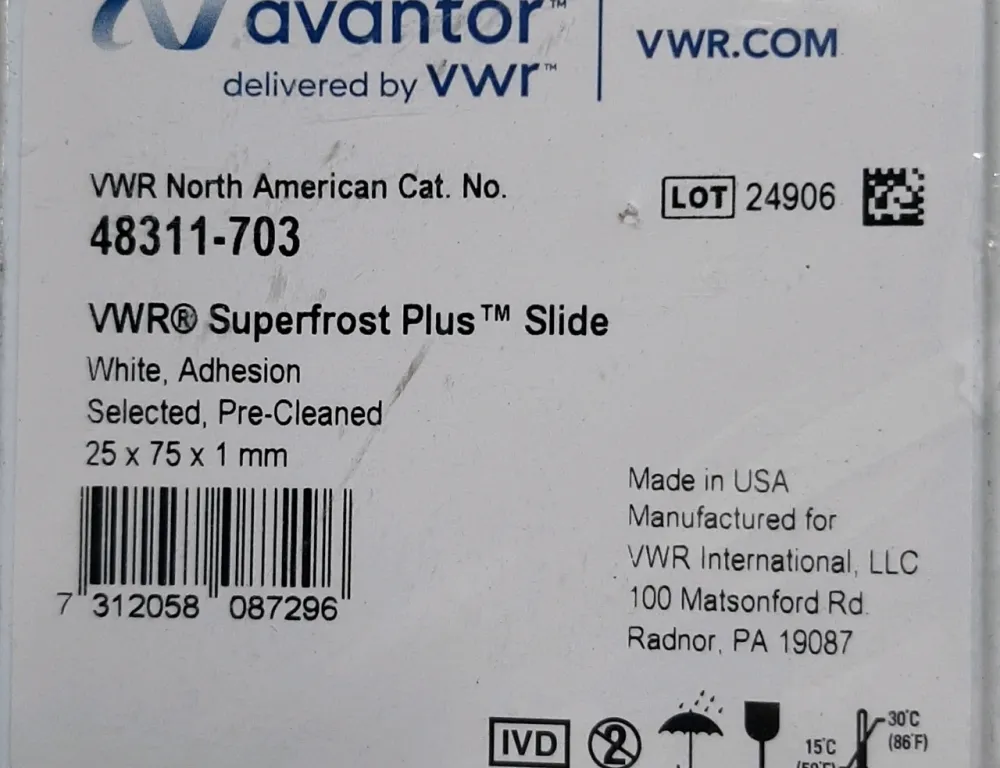 avantor™
delivered by vwr™
VWR.COM
VWR North American Cat. No.
48311-703
LOT 24906
VWR® Superfrost Plus™ Slide
White, Adhesion
Selected, Pre-Cleaned
25 x 75 x 1 mm
7 312058 087296
Made in USA
Manufactured for
VWR International, LLC
100 Matsonford Rd.
Radnor, PA 19087
IVD
2
30°C
(86°F)
15°C